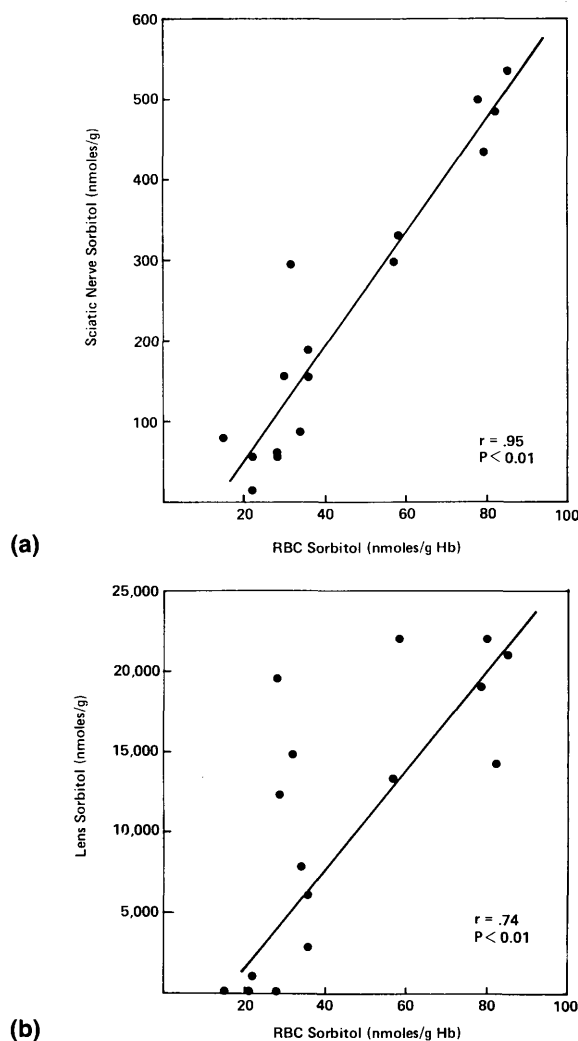 600
500
400
300
200
100
Sciatic Nerve Sorbitol (nmoles/g)
r = .95
P < 0.01
20 40 60 80 100
RBC Sorbitol (nmoles/g Hb)
(a)
25,000
20,000
15,000
10,000
5,000
Lens Sorbitol (nmoles/g)
r = .74
P < 0.01
20 40 60 80 100
RBC Sorbitol (nmoles/g Hb)
(b)